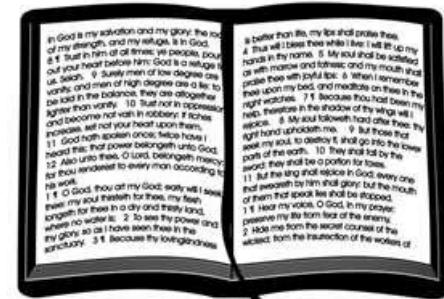 in God is my salvation and my glory: the rock
of my strength, and my refuge, is in God.
8 ¶ Trust in him at all times; ye people, pour
out your heart before him: God is a refuge for
us. Selah. 9 Surely men of low degree are
vanity, and men of high degree are a lie: to
be laid in the balance, they are altogether
lighter than vanity. 10 Trust not in oppression,
and become not vain in robbery: if riches
increase, set not your heart upon them.
11 God hath spoken once; twice have I
heard this; that power belongeth unto God.
12 Also unto thee, O Lord, belongeth mercy:
for thou renderest to every man according to
his work.
1 ¶ O God, thou art my God; early will I seek
thee: my soul thirsteth for thee, my flesh
longeth for thee in a dry and thirsty land,
where no water is; 2 To see thy power and
thy glory, so as I have seen thee in the
sanctuary. 3 ¶ Because thy lovingkindness
is better than life, my lips shall praise thee.
4 Thus will I bless thee while I live: I will lift up my
hands in thy name. 5 My soul shall be satisfied
as with marrow and fatness; and my mouth shall
praise thee with joyful lips: 6 When I remember
thee upon my bed, and meditate on thee in the
night watches. 7 ¶ Because thou hast been my
help, therefore in the shadow of thy wings will I
rejoice. 8 My soul followeth hard after thee: thy
right hand upholdeth me. 9 But those that
seek my soul, to destroy it, shall go into the lower
parts of the earth. 10 They shall fall by the
sword: they shall be a portion for foxes.
11 But the king shall rejoice in God; every one
that sweareth by him shall glory: but the mouth
of them that speak lies shall be stopped.
1 ¶ Hear my voice, O God, in my prayer:
preserve my life from fear of the enemy.
2 Hide me from the secret counsel of the
wicked; from the insurrection of the workers of